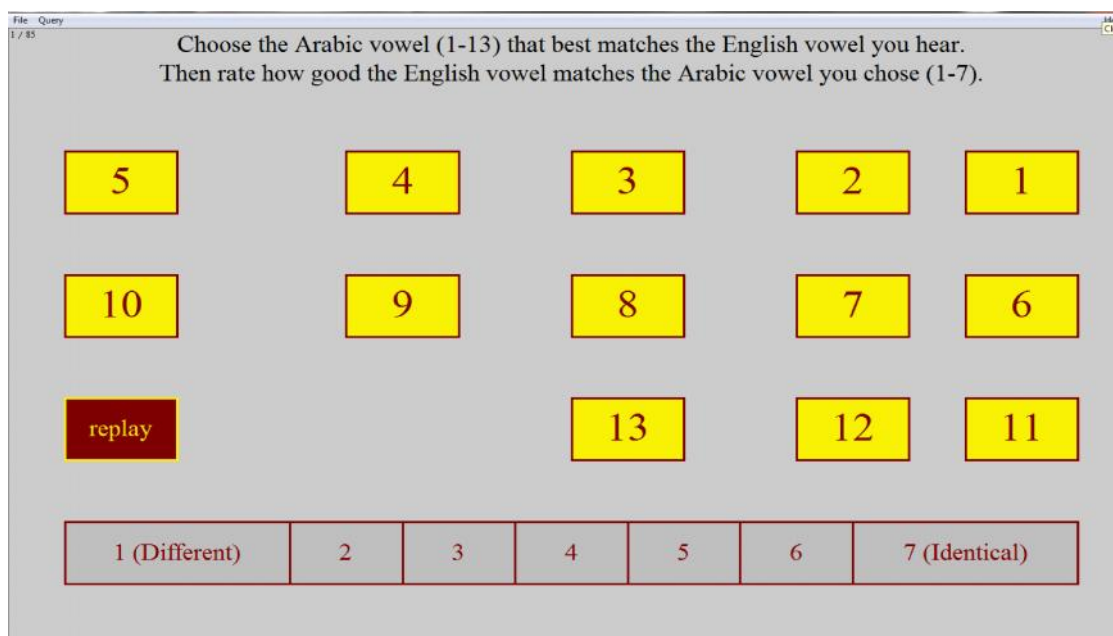 File Query
1 / 85
Choose the Arabic vowel (1-13) that best matches the English vowel you hear.
Then rate how good the English vowel matches the Arabic vowel you chose (1-7).
5 4 3 2 1
10 9 8 7 6
replay 13 12 11
1 (Different) 2 3 4 5 6 7 (Identical)